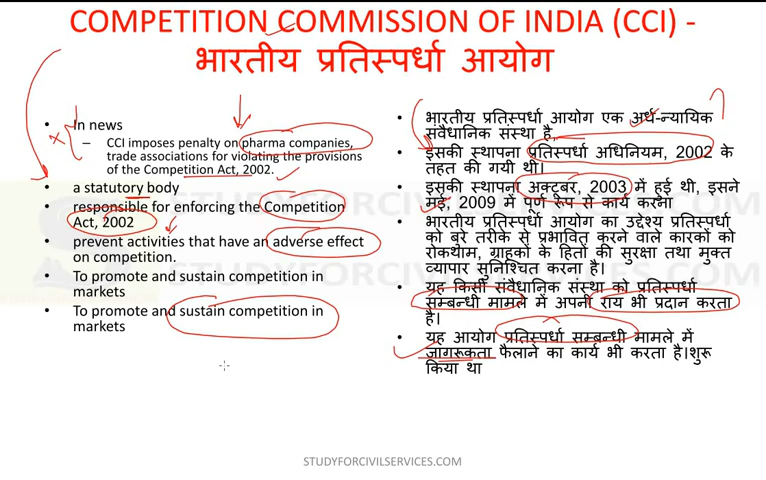 COMPETITION COMMISSION OF INDIA (CCI) -
भारतीय प्रतिस्पर्धा आयोग
• In news
– CCI imposes penalty on pharma companies,
trade associations for violating the provisions
of the Competition Act, 2002.
• a statutory body
• responsible for enforcing the Competition
Act, 2002
• prevent activities that have an adverse effect
on competition.
• To promote and sustain competition in
markets
• To promote and sustain competition in
markets
• भारतीय प्रतिस्पर्धा आयोग एक अर्ध-न्यायिक
संवैधानिक संस्था है,
• इसकी स्थापना प्रतिस्पर्धा अधिनियम, 2002 के
तहत की गयी थी।
• इसकी स्थापना अक्टूबर, 2003 में हुई थी, इसने
मई, 2009 में पूर्ण रूप से कार्य करना
• भारतीय प्रतिस्पर्धा आयोग का उद्देश्य प्रतिस्पर्धा
को बुरे तरीके से प्रभावित करने वाले कारकों को
रोकथाम, ग्राहकों के हितों की सुरक्षा तथा मुक्त
व्यापार सुनिश्चित करना है।
• यह किसी संवैधानिक संस्था को प्रतिस्पर्धा
सम्बन्धी मामले में अपनी राय भी प्रदान करता
है।
• यह आयोग प्रतिस्पर्धा सम्बन्धी मामले में
जागरूकता फैलाने का कार्य भी करता है।शुरू
किया था
STUDYFORCIVILSERVICES.COM